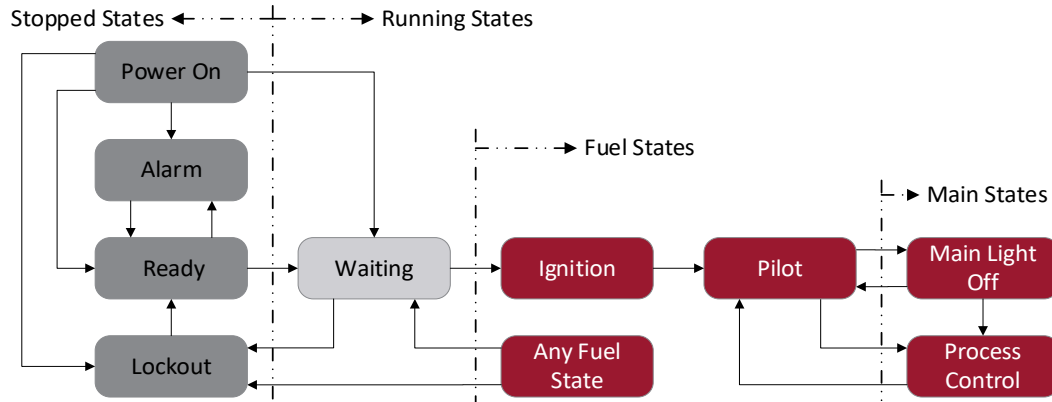 Stopped States
Running States
Power On
Fuel States
Alarm
Main States
Ready
Waiting
Ignition
Pilot
Main Light
Off
Lockout
Any Fuel
State
Process
Control